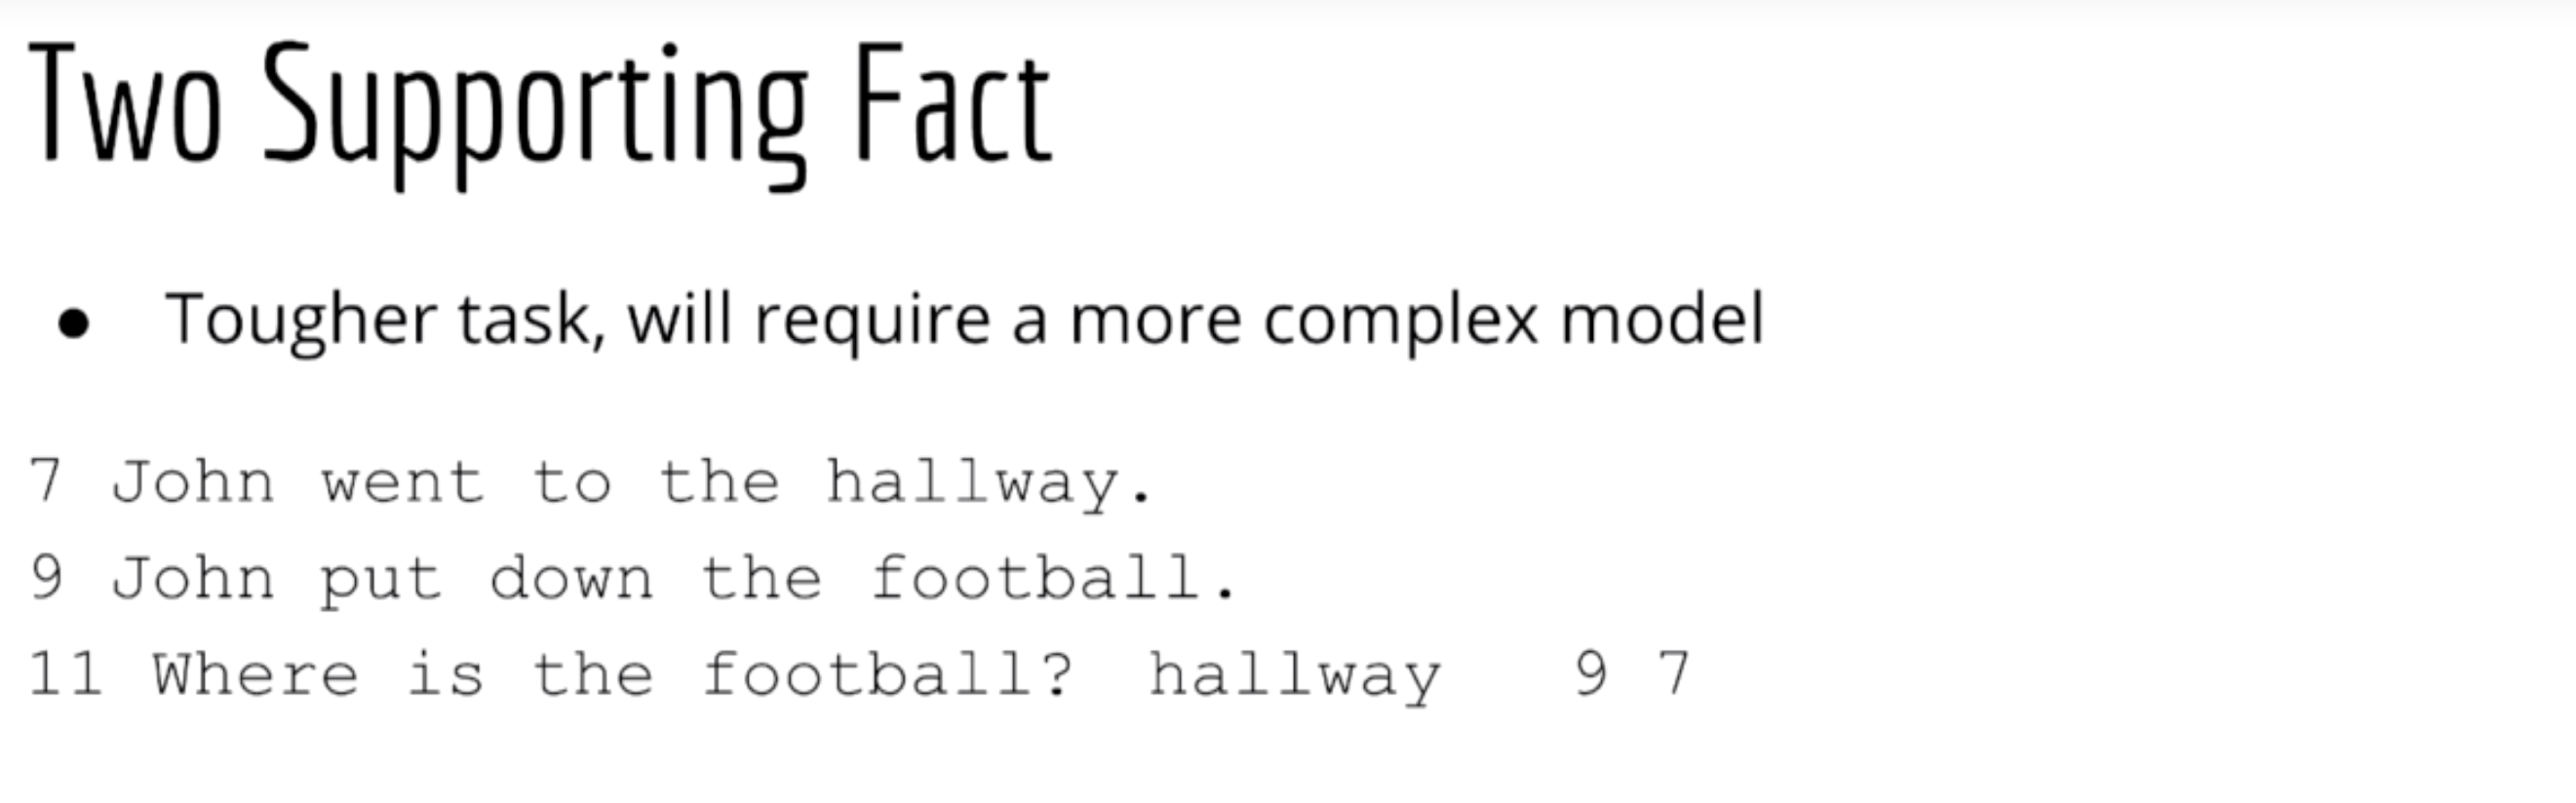 Two Supporting Fact
● Tougher task, will require a more complex model
7 John went to the hallway.
9 John put down the football.
11 Where is the football? hallway 9 7